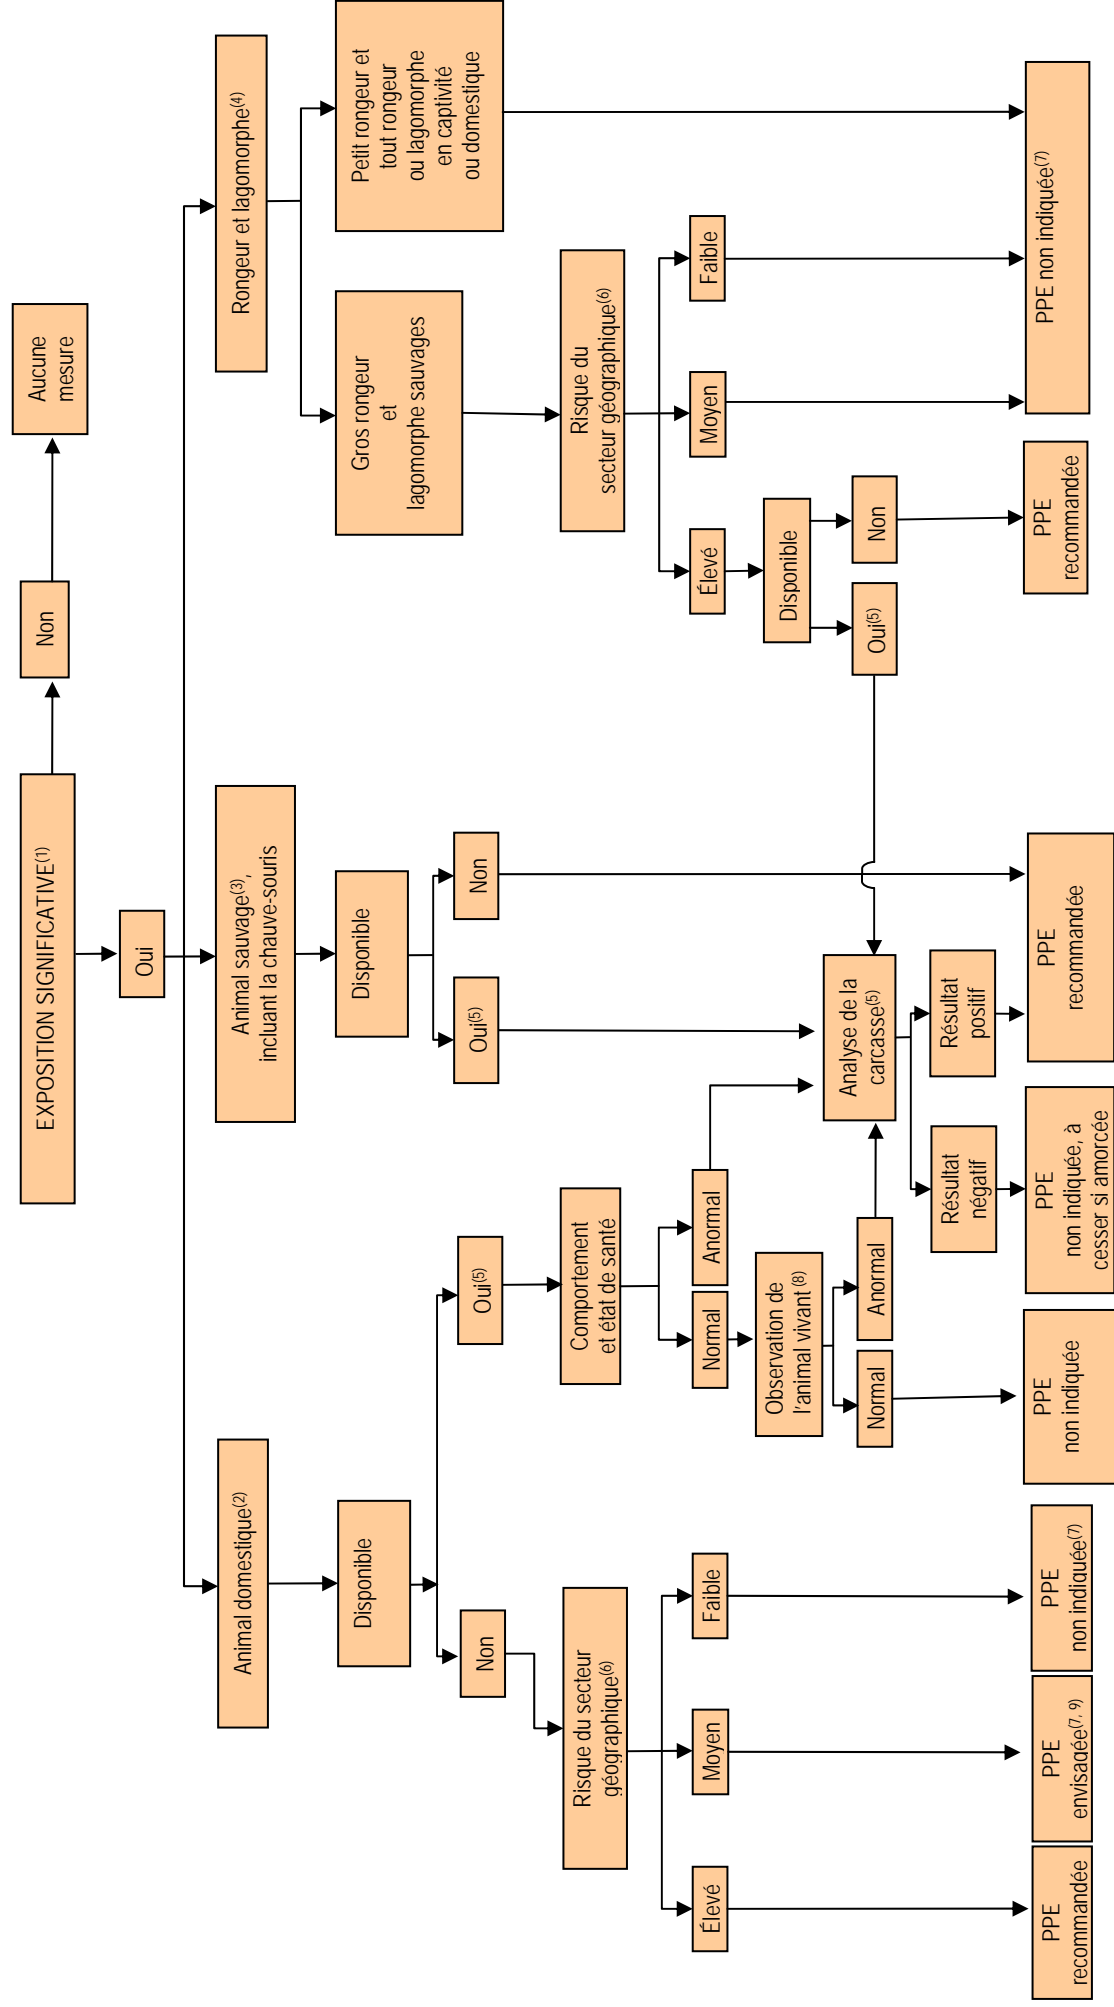 EXPOSITION SIGNIFICATIVE(1)
Non
Aucune
mesure
Oui
Animal domestique(2)
Animal sauvage(3),
incluant la chauve-souris
Rongeur et lagomorphe(4)
Disponible
Disponible
Gros rongeur
et
lagomorphe sauvages
Petit rongeur et
tout rongeur
ou lagomorphe
en captivité
ou domestique
Non
Oui(5)
Oui(5)
Non
Risque du secteur
géographique(6)
Comportement
et état de santé
Risque du
secteur géographique(6)
Élevé
Moyen
Faible
Normal
Anormal
Élevé
Moyen
Faible
Observation de
l'animal vivant (8)
Disponible
Normal
Anormal
Analyse de la
carcasse(5)
Oui(5)
Non
Résultat
négatif
Résultat
positif
PPE
recommandée
PPE
envisagée(7, 9)
PPE
non indiquée(7)
PPE
non indiquée
PPE
non indiquée, à
cesser si amorcée
PPE
recommandée
PPE
recommandée
PPE non indiquée(7)